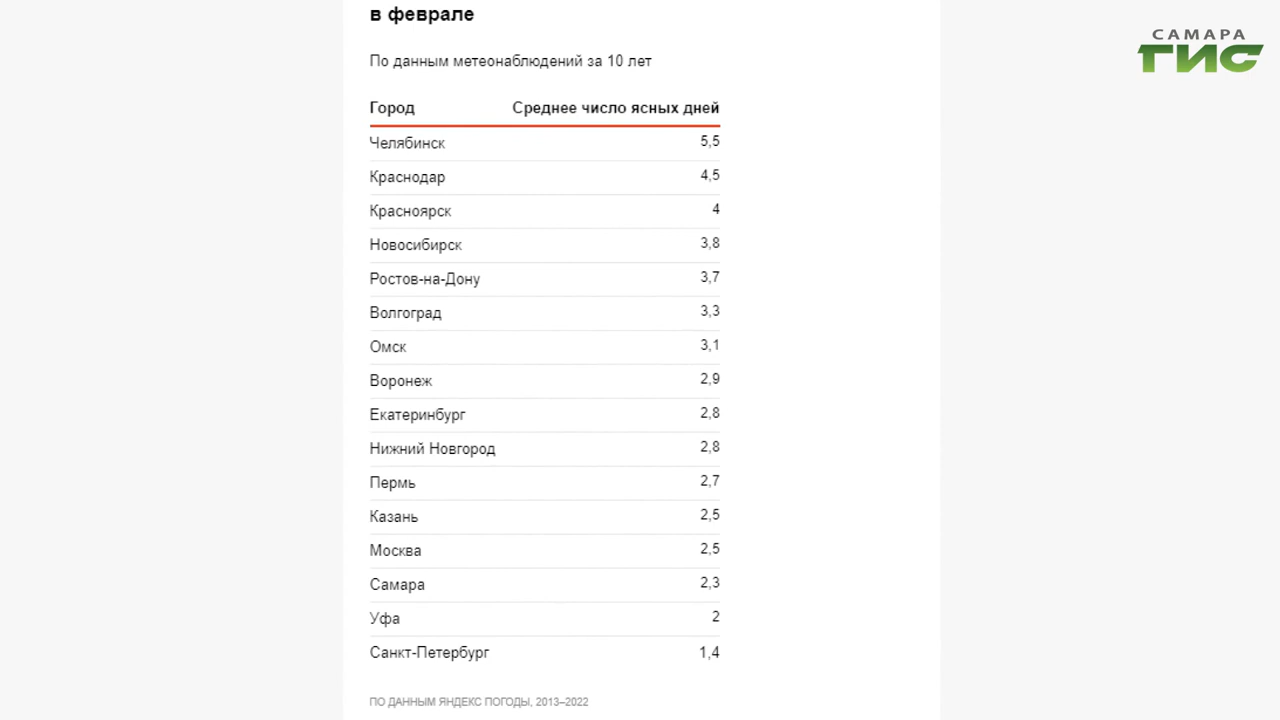 в феврале
САМАРА
ГИС
По данным метеонаблюдений за 10 лет
Город Среднее число ясных дней
Челябинск 5,5
Краснодар 4,5
Красноярск 4
Новосибирск 3,8
Ростов-на-Дону 3,7
Волгоград 3,3
Омск 3,1
Воронеж 2,9
Екатеринбург 2,8
Нижний Новгород 2,8
Пермь 2,7
Казань 2,5
Москва 2,5
Самара 2,3
Уфа 2
Санкт-Петербург 1,4
ПО ДАННЫМ ЯНДЕКС ПОГОДЫ, 2013–2022